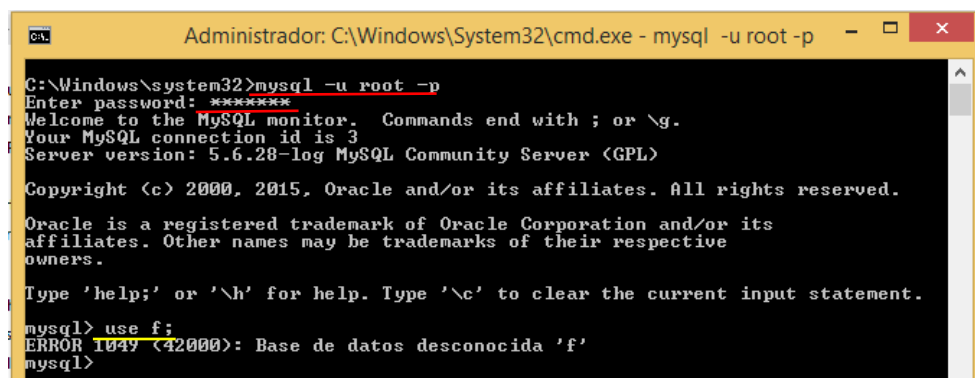 Administrador: C:\Windows\System32\cmd.exe - mysql -u root -p
C:\Windows\system32>mysql -u root -p
Enter password: *******
Welcome to the MySQL monitor. Commands end with ; or \g.
Your MySQL connection id is 3
Server version: 5.6.28-log MySQL Community Server (GPL)
Copyright (c) 2000, 2015, Oracle and/or its affiliates. All rights reserved.
Oracle is a registered trademark of Oracle Corporation and/or its
affiliates. Other names may be trademarks of their respective
owners.
Type 'help;' or '\h' for help. Type '\c' to clear the current input statement.
mysql> use f;
ERROR 1049 (42000): Base de datos desconocida 'f'
mysql>